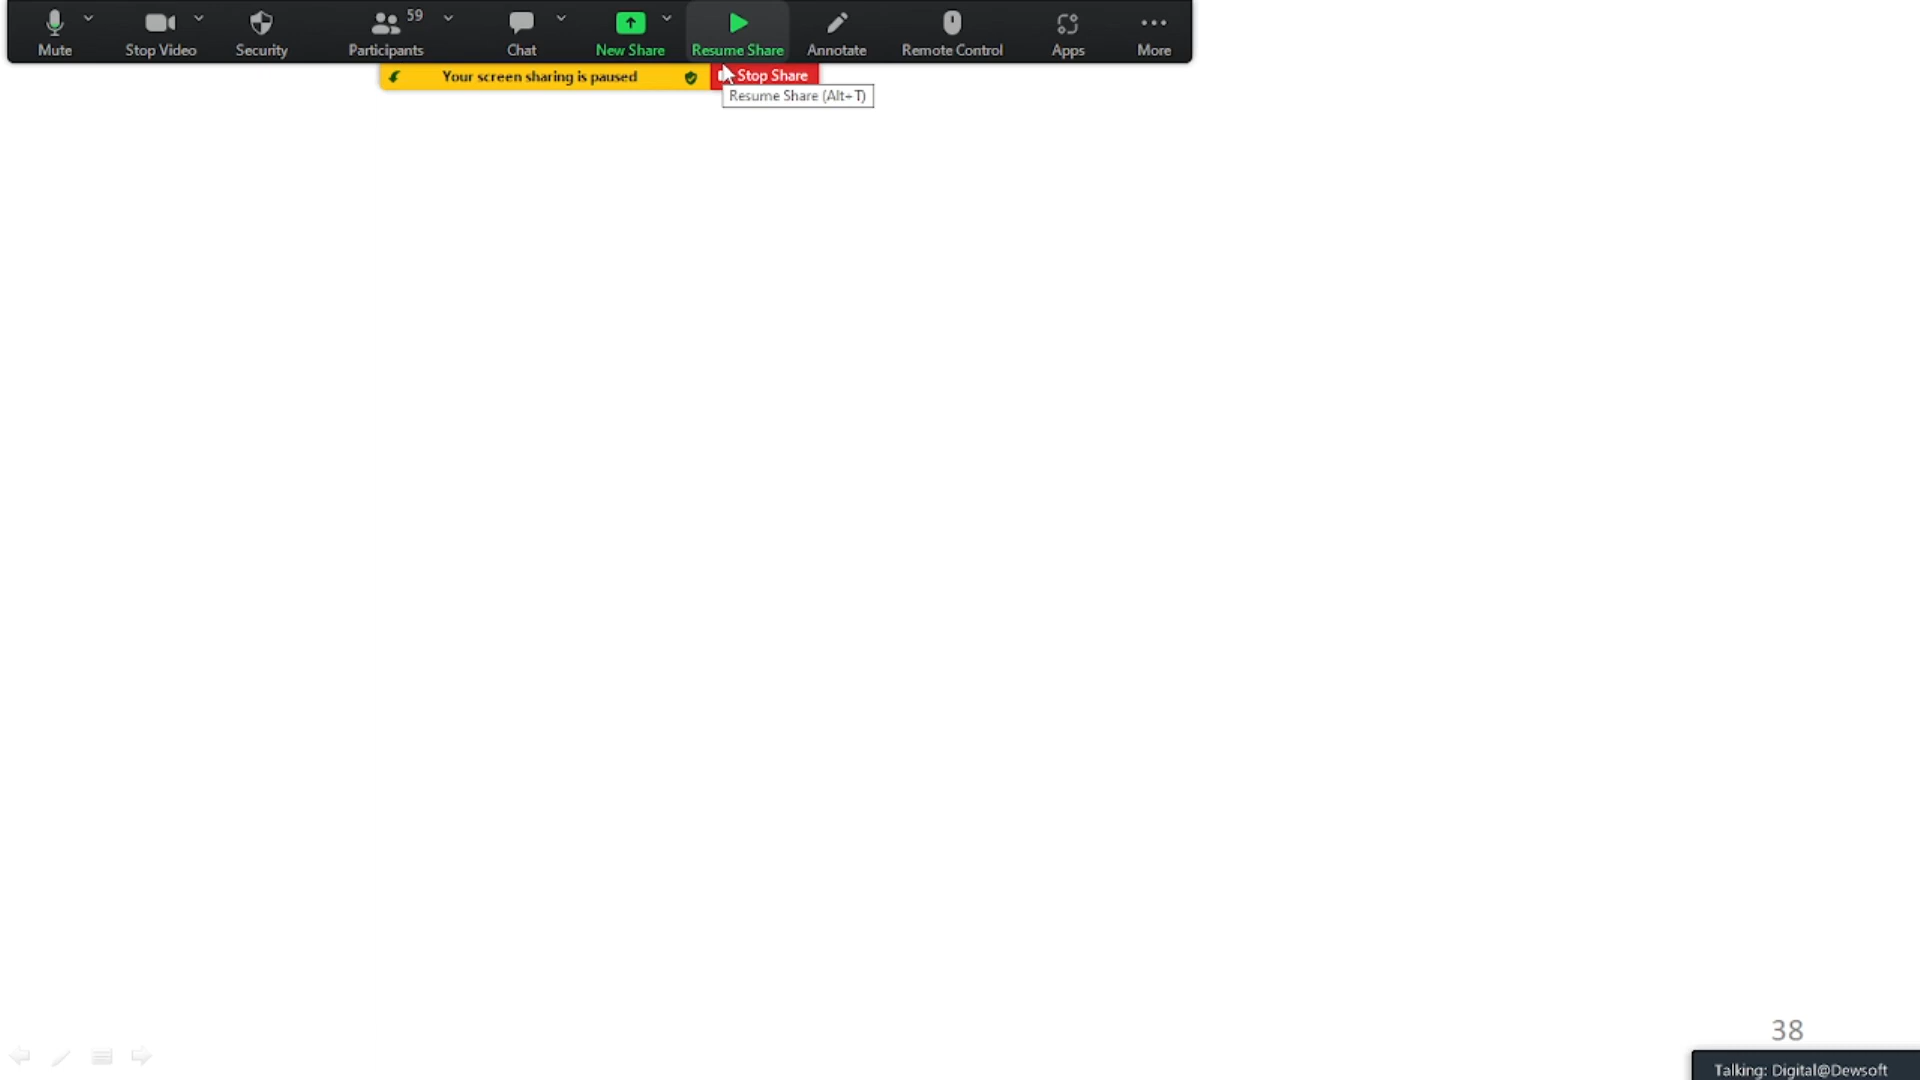 59
Mute
Stop Video
Security
Participants
Chat
New Share
Resume Share
Annotate
Remote Control
Apps
More
Your screen sharing is paused
Stop Share
Resume Share (Alt+T)
38
Talking: Digital@Dewsoft